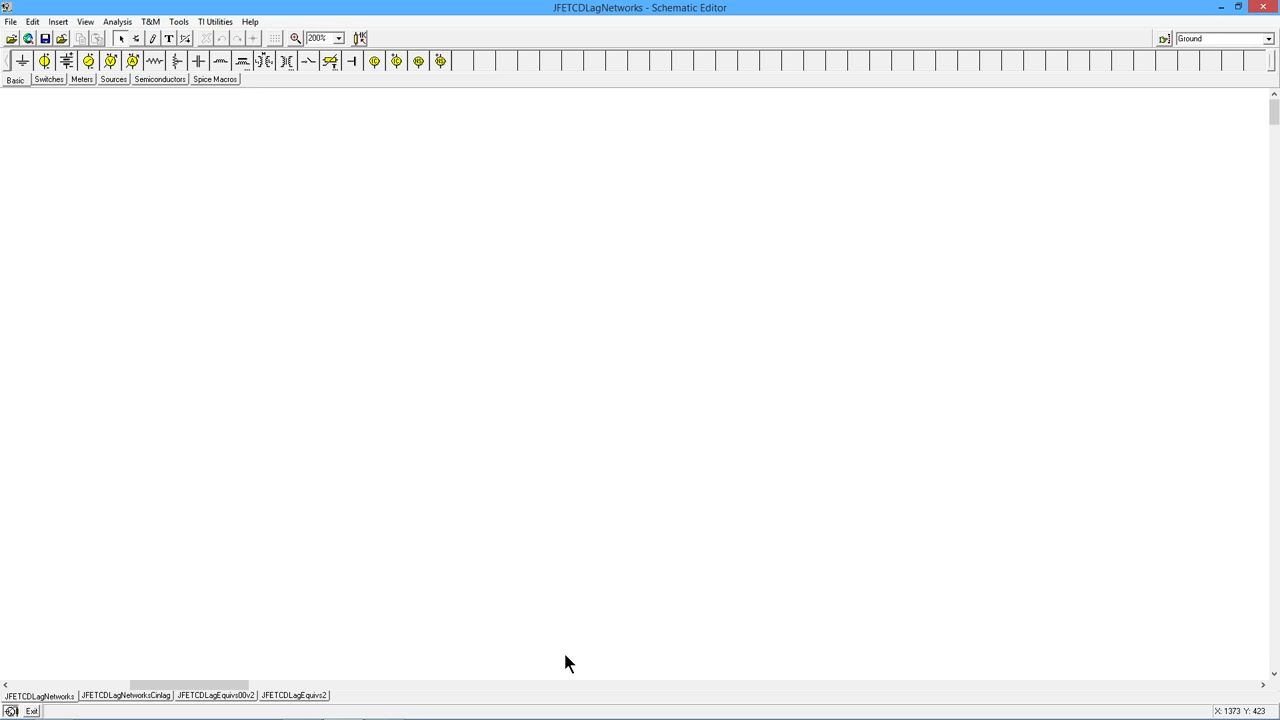 JFETCDLagNetworks - Schematic Editor
File Edit Insert View Analysis T&M Tools TI Utilities Help
200% Ground
Basic Switches Meters Sources Semiconductors Spice Macros
JFETCDLagNetworks JFETCDLagNetworksCinlag JFETCDLagEquivs00v2 JFETCDLagEquivs2
Exit X: 1373 Y: 423